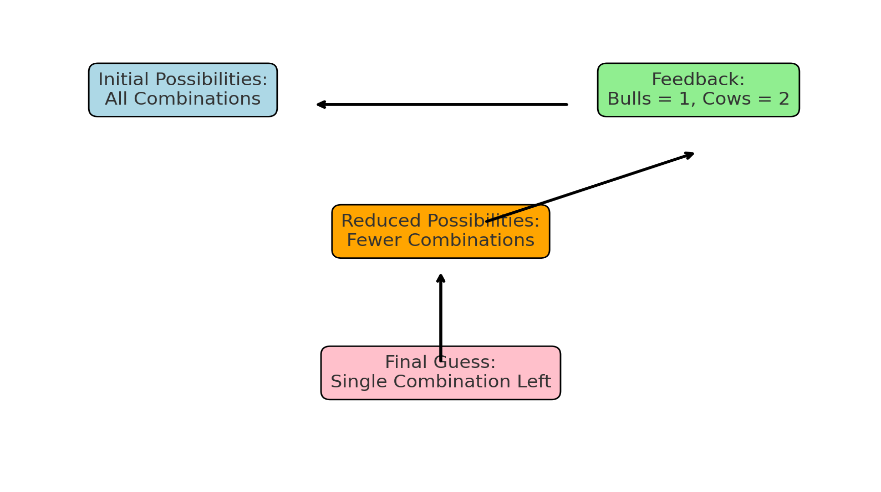 Initial Possibilities:
All Combinations
Feedback:
Bulls = 1, Cows = 2
Reduced Possibilities:
Fewer Combinations
Final Guess:
Single Combination Left